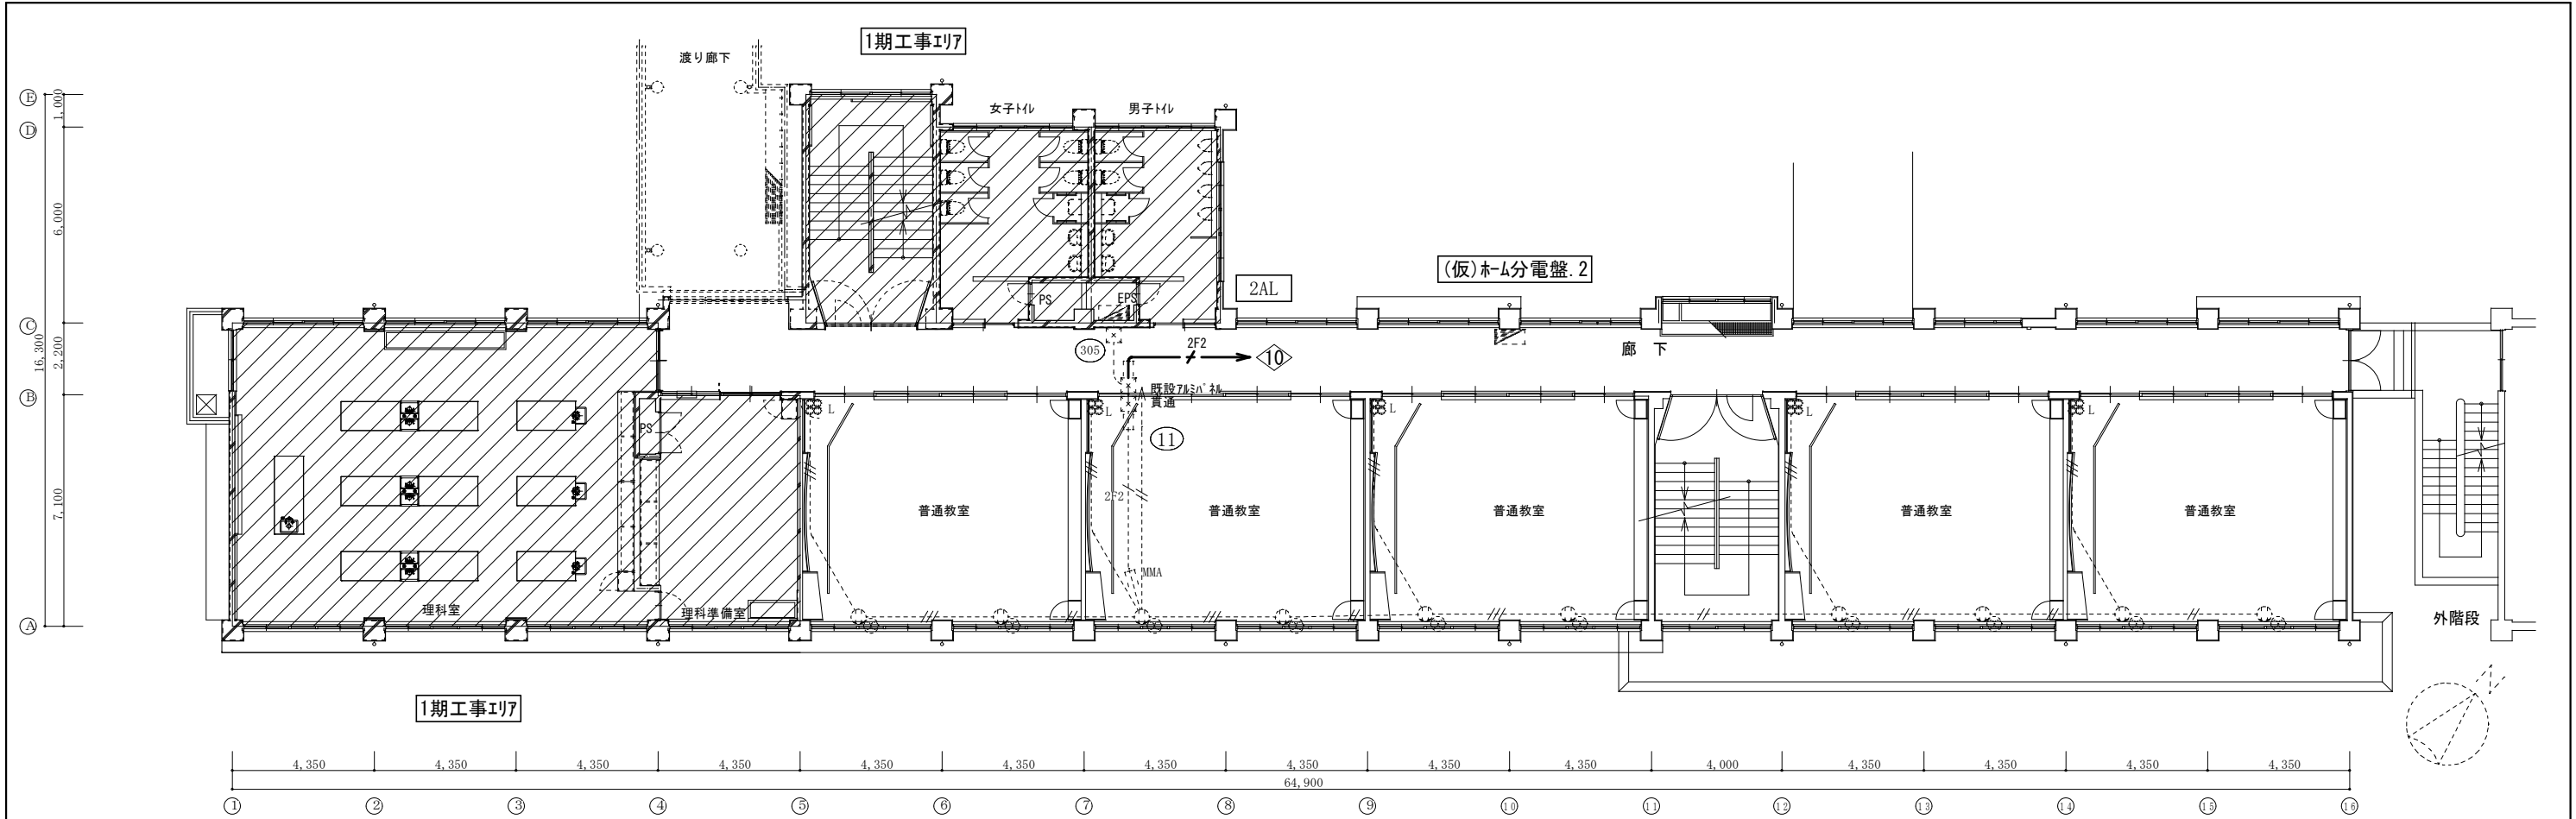 1期工事ｴﾘｱ
渡り廊下
女子ﾄｲﾚ
男子ﾄｲﾚ
Ⓔ
1,000
Ⓓ
6,000
Ⓒ
16,300
2,200
Ⓑ
7,100
Ⓐ
PS
EPS
2AL
(仮)ﾎｰﾑ分電盤.2
305
2F2
10
廊 下
既設ｱﾙﾐﾊﾟﾈﾙ
貫通
11
L
L
L
L
L
PS
2F2
MMA
普通教室
普通教室
普通教室
普通教室
普通教室
理科室
理科準備室
外階段
1期工事ｴﾘｱ
4,350
4,350
4,350
4,350
4,350
4,350
4,350
4,350
4,350
4,350
4,000
4,350
4,350
4,350
4,350
64,900
① ② ③ ④ ⑤ ⑥ ⑦ ⑧ ⑨ ⑩ ⑪ ⑫ ⑬ ⑭ ⑮ ⑯